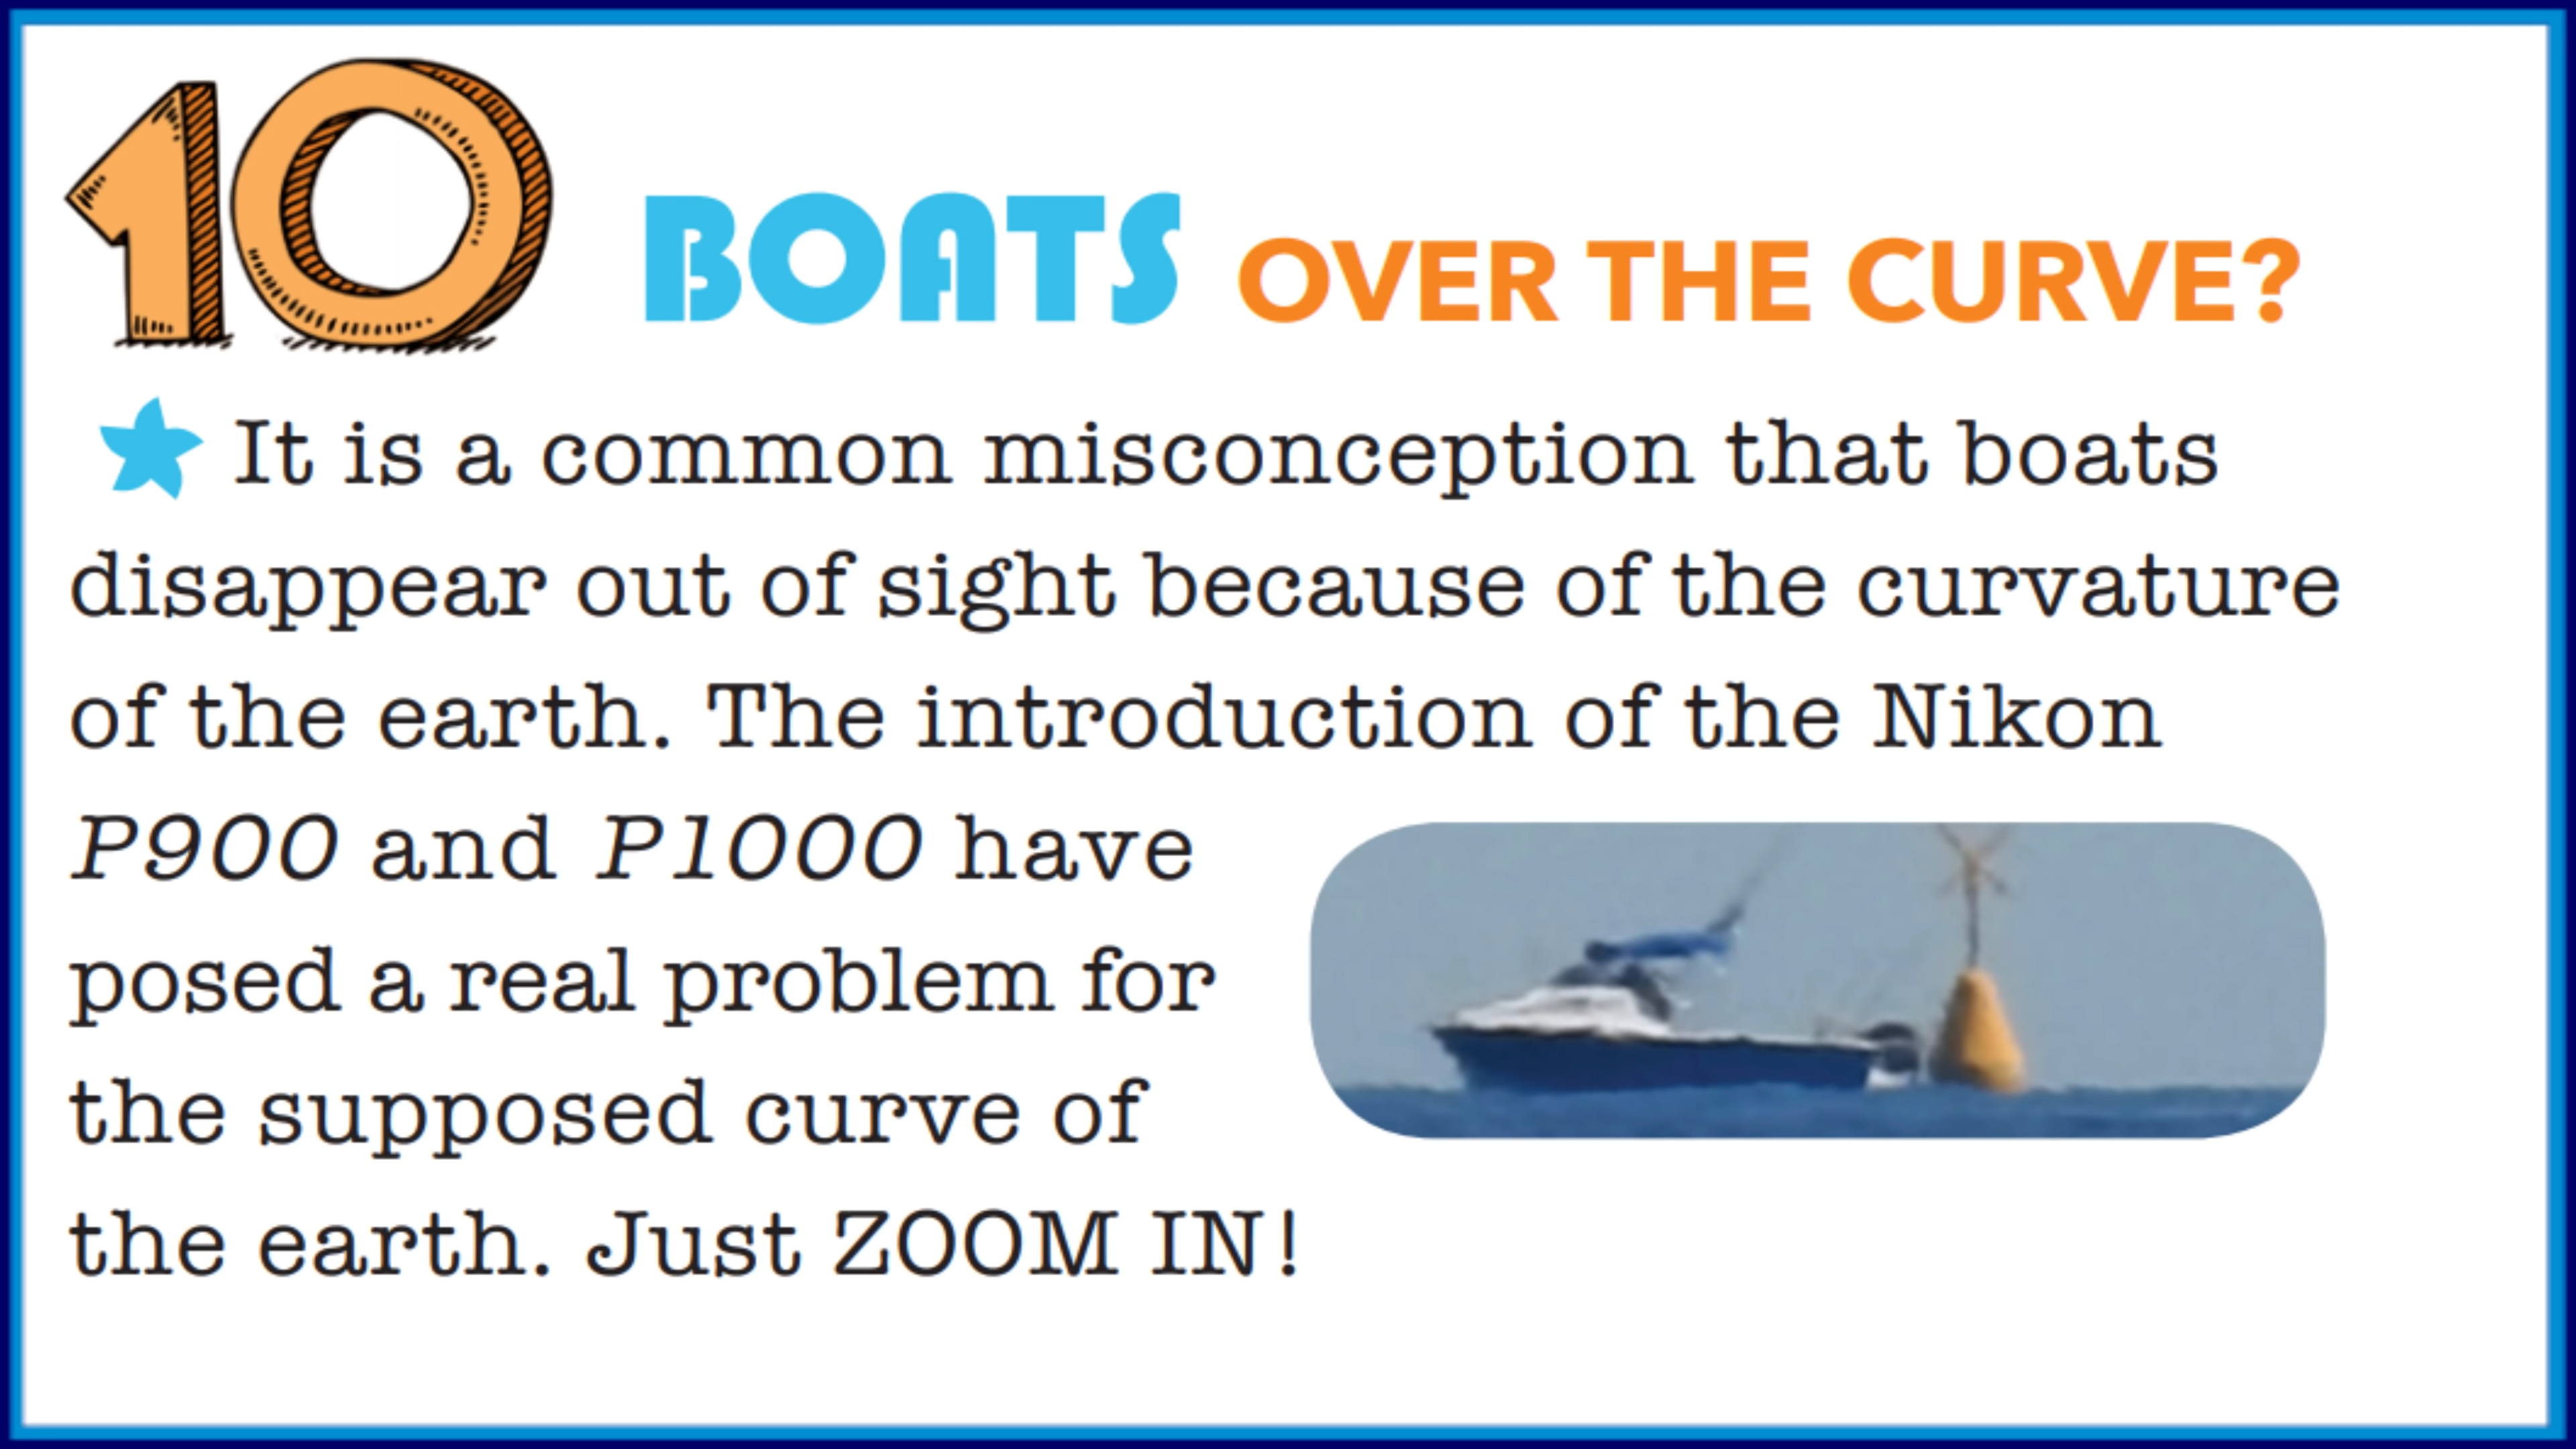 10 BOATS OVER THE CURVE?
It is a common misconception that boats
disappear out of sight because of the curvature
of the earth. The introduction of the Nikon
P900 and P1000 have
posed a real problem for
the supposed curve of
the earth. Just ZOOM IN!